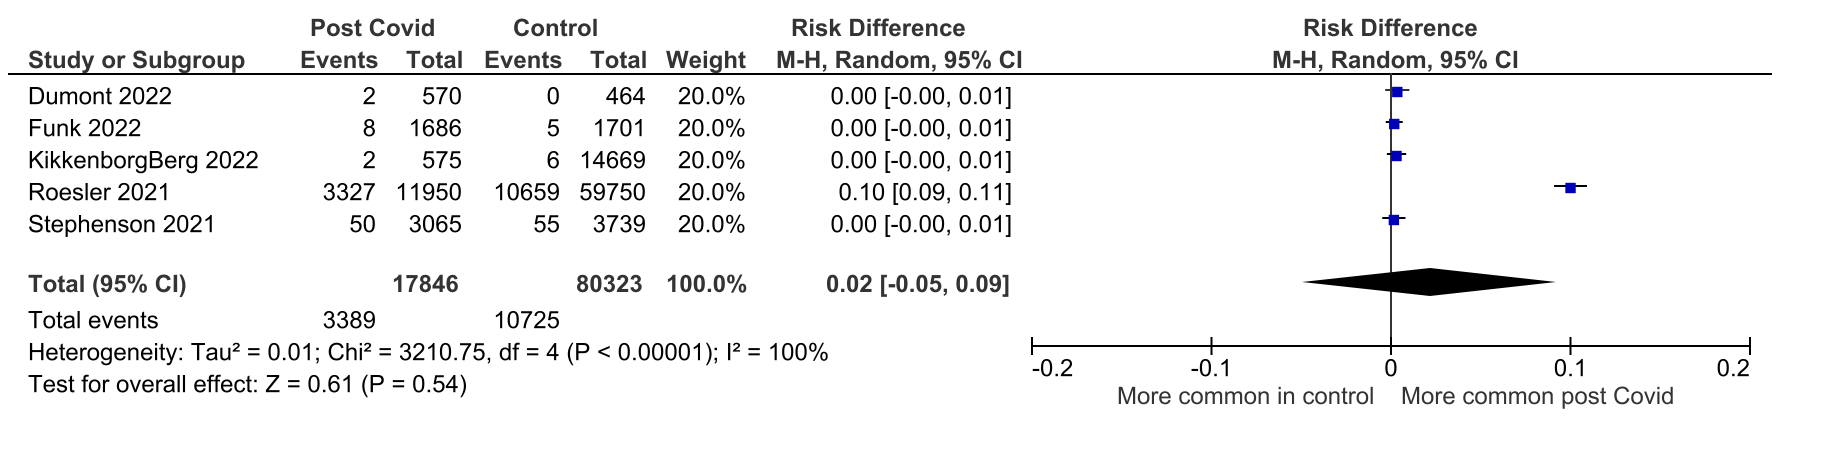 Post Covid Control Risk Difference Risk Difference
Study or Subgroup Events Total Events Total Weight M-H, Random, 95% CI M-H, Random, 95% CI
Dumont 2022 2 570 0 464 20.0% 0.00 [-0.00, 0.01]
Funk 2022 8 1686 5 1701 20.0% 0.00 [-0.00, 0.01]
KikkenborgBerg 2022 2 575 6 14669 20.0% 0.00 [-0.00, 0.01]
Roesler 2021 3327 11950 10659 59750 20.0% 0.10 [0.09, 0.11]
Stephenson 2021 50 3065 55 3739 20.0% 0.00 [-0.00, 0.01]
Total (95% CI) 17846 80323 100.0% 0.02 [-0.05, 0.09]
Total events 3389 10725
Heterogeneity: Tau² = 0.01; Chi² = 3210.75, df = 4 (P < 0.00001); I² = 100%
Test for overall effect: Z = 0.61 (P = 0.54)
-0.2 -0.1 0 0.1 0.2
More common in control More common post Covid